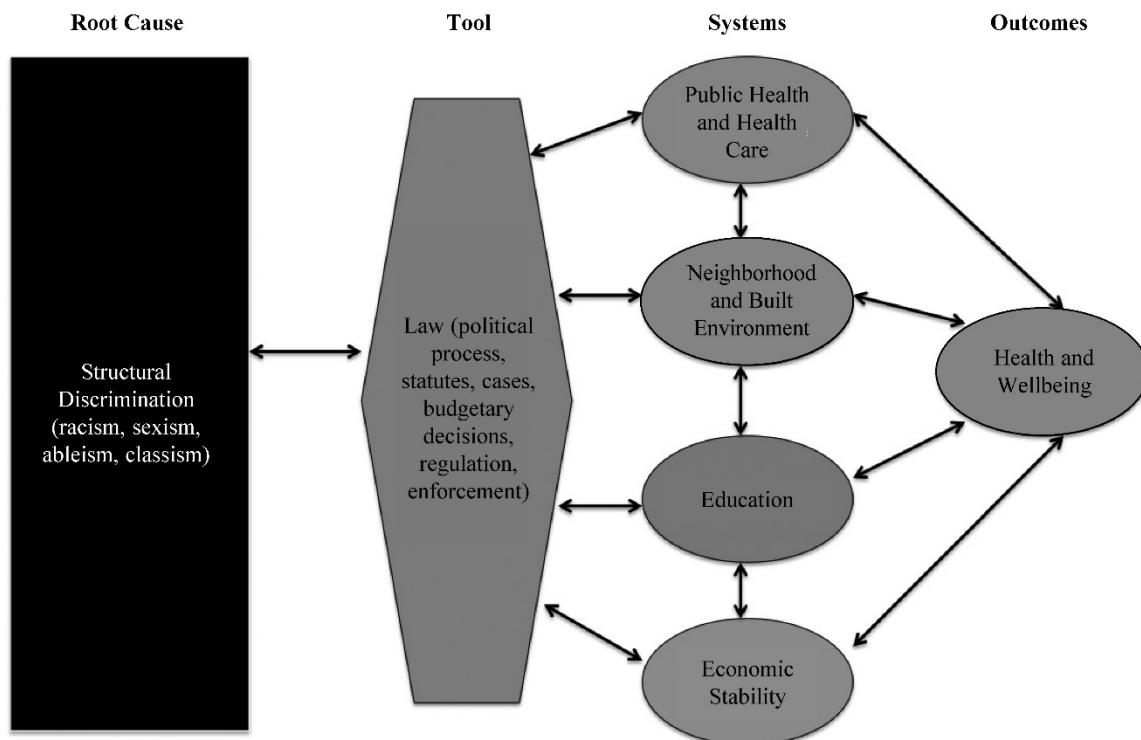 Root Cause
Tool
Systems
Outcomes
Structural
Discrimination
(racism, sexism,
ableism, classism)
Law (political
process,
statutes, cases,
budgetary
decisions,
regulation,
enforcement)
Public Health
and Health
Care
Neighborhood
and Built
Environment
Education
Economic
Stability
Health and
Wellbeing